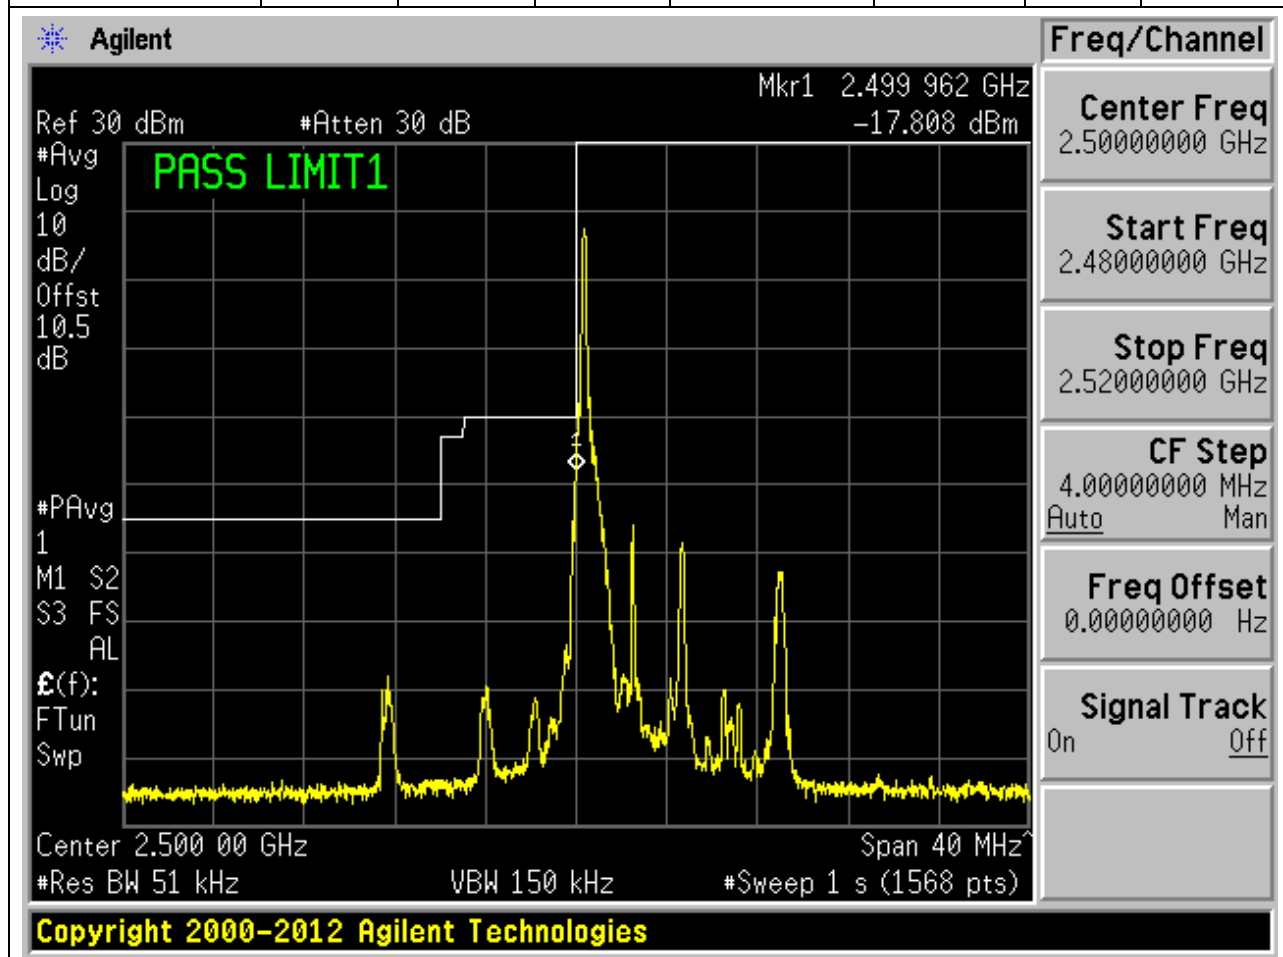 Agilent
Freq/Channel
Mkr1 2.499 962 GHz
Ref 30 dBm #Atten 30 dB -17.808 dBm
#Avg
Log
10
dB/
Offst
10.5
dB
PASS LIMIT1
1
#PAvg
1
M1 S2
S3 FS
AL
£(f):
FTun
Swp
Center 2.500 00 GHz Span 40 MHz^
#Res BW 51 kHz VBW 150 kHz #Sweep 1 s (1568 pts)
Center Freq
2.50000000 GHz
Start Freq
2.48000000 GHz
Stop Freq
2.52000000 GHz
CF Step
4.00000000 MHz
Auto Man
Freq Offset
0.00000000 Hz
Signal Track
On Off
Copyright 2000-2012 Agilent Technologies